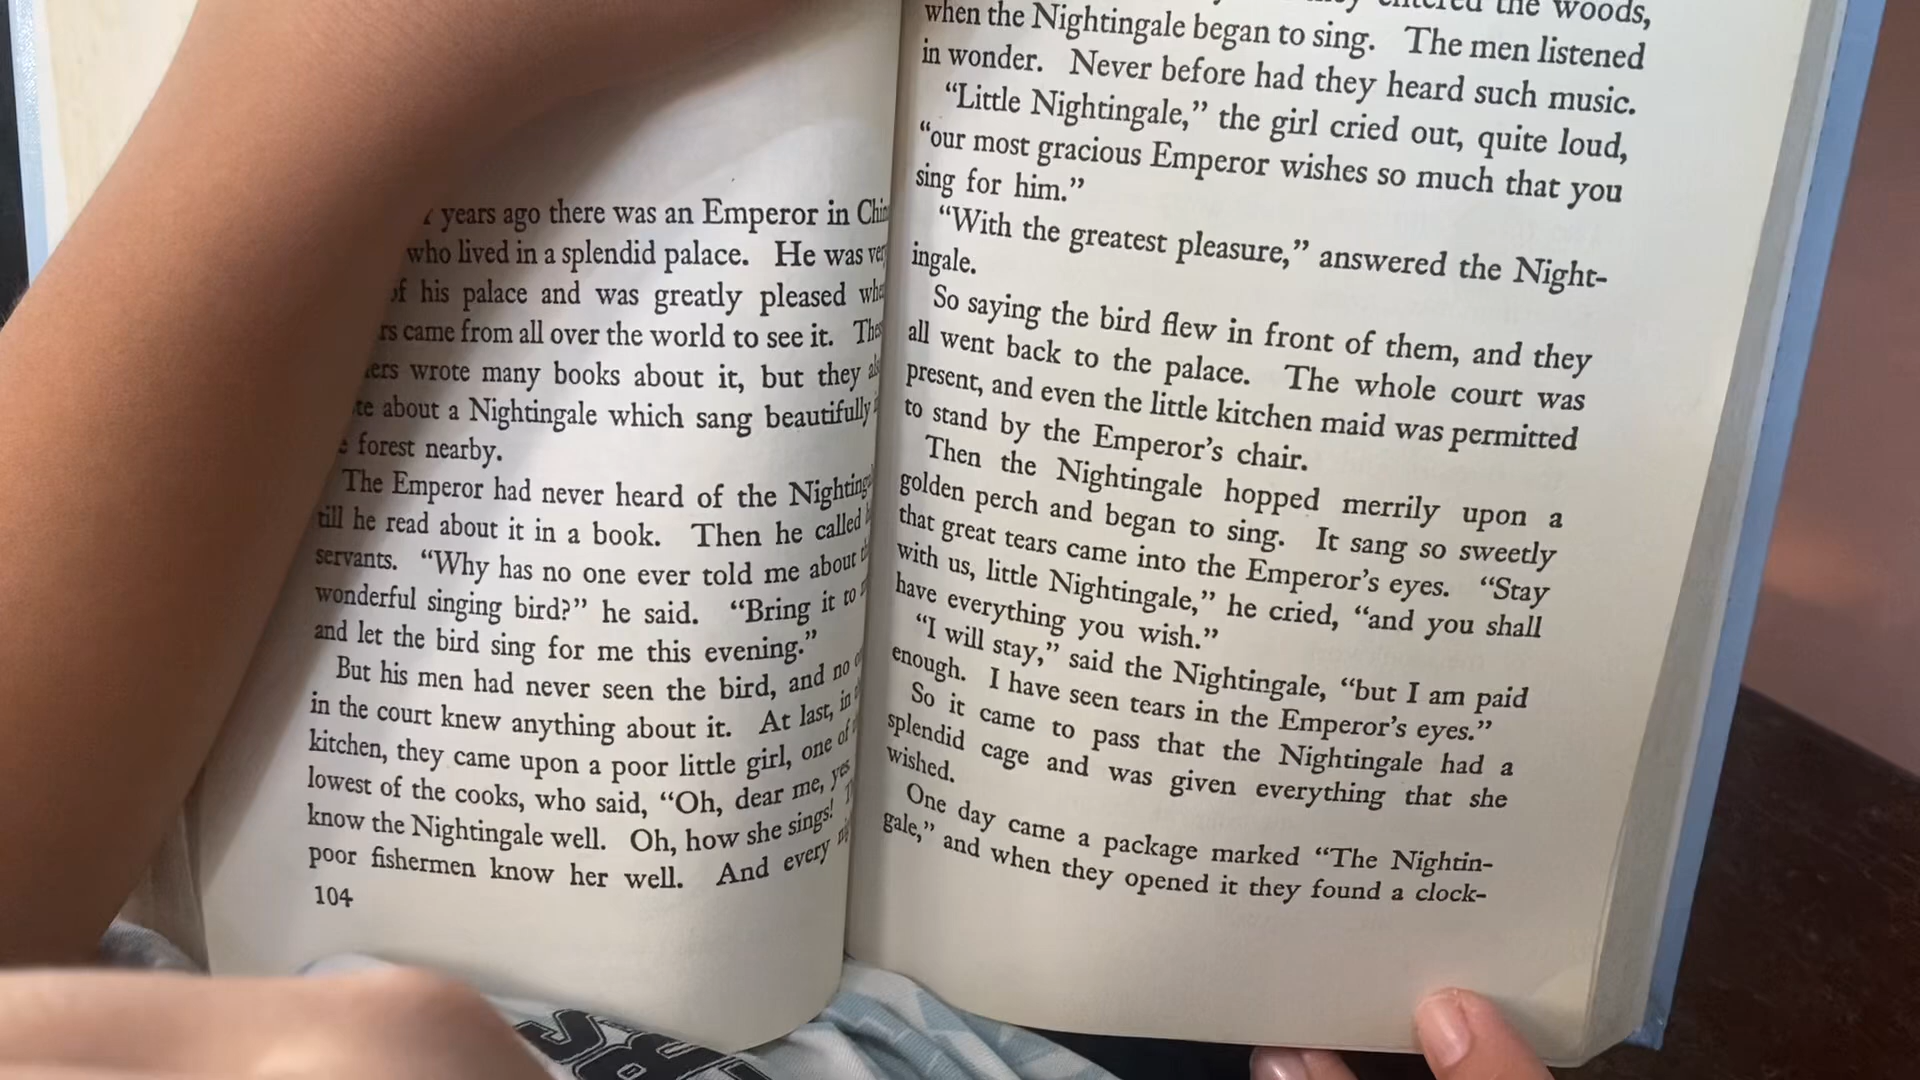 years ago there was an Emperor in
who lived in a splendid palace. He was
of his palace and was greatly pleased
came from all over the world to see it.
wrote many books about it, but they
about a Nightingale which sang beautifully
forest nearby.
The Emperor had never heard of the
till he read about it in a book. Then he called
servants. “Why has no one ever told me about
wonderful singing bird?” he said. “Bring it to
and let the bird sing for me this evening.”
But his men had never seen the bird, and no
in the court knew anything about it. At last, in
kitchen, they came upon a poor little girl, one of
lowest of the cooks, who said, “Oh, dear me, yes
know the Nightingale well. Oh, how she sings!
poor fishermen know her well. And every
104
entered the woods,
when the Nightingale began to sing. The men listened
in wonder. Never before had they heard such music.
“Little Nightingale,” the girl cried out, quite loud,
“our most gracious Emperor wishes so much that you
sing for him.”
“With the greatest pleasure,” answered the Night-
ingale.
So saying the bird flew in front of them, and they
all went back to the palace. The whole court was
present, and even the little kitchen maid was permitted
to stand by the Emperor’s chair.
Then the Nightingale hopped merrily upon a
golden perch and began to sing. It sang so sweetly
that great tears came into the Emperor’s eyes. “Stay
with us, little Nightingale,” he cried, “and you shall
have everything you wish.”
“I will stay,” said the Nightingale, “but I am paid
enough. I have seen tears in the Emperor’s eyes.”
So it came to pass that the Nightingale had a
splendid cage and was given everything that she
wished.
One day came a package marked “The Nightin-
gale,” and when they opened it they found a clock-